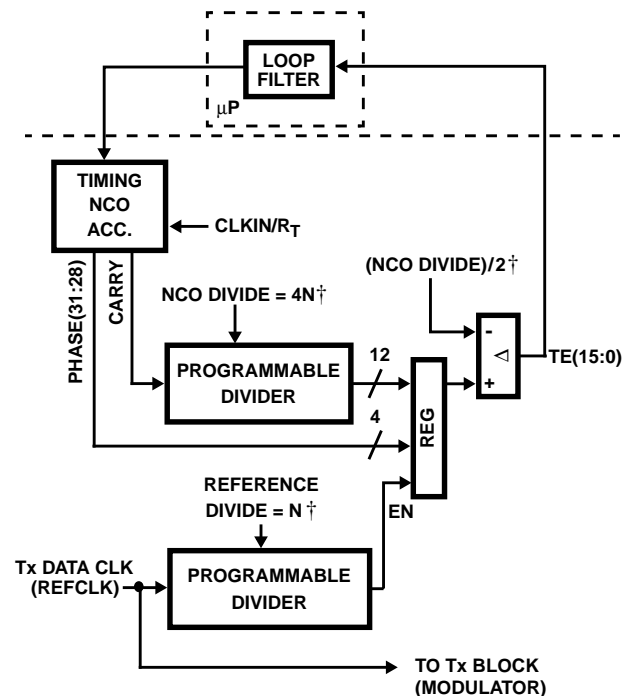 LOOP
FILTER
μP
TIMING
NCO
ACC.
CLKIN/R_T
PHASE(31:28)
CARRY
(NCO DIVIDE)/2†
NCO DIVIDE = 4N†
-
Δ
+
TE(15:0)
PROGRAMMABLE
DIVIDER
12
4
REG
REFERENCE
DIVIDE = N†
EN
Tx DATA CLK
(REFCLK)
PROGRAMMABLE
DIVIDER
TO Tx BLOCK
(MODULATOR)